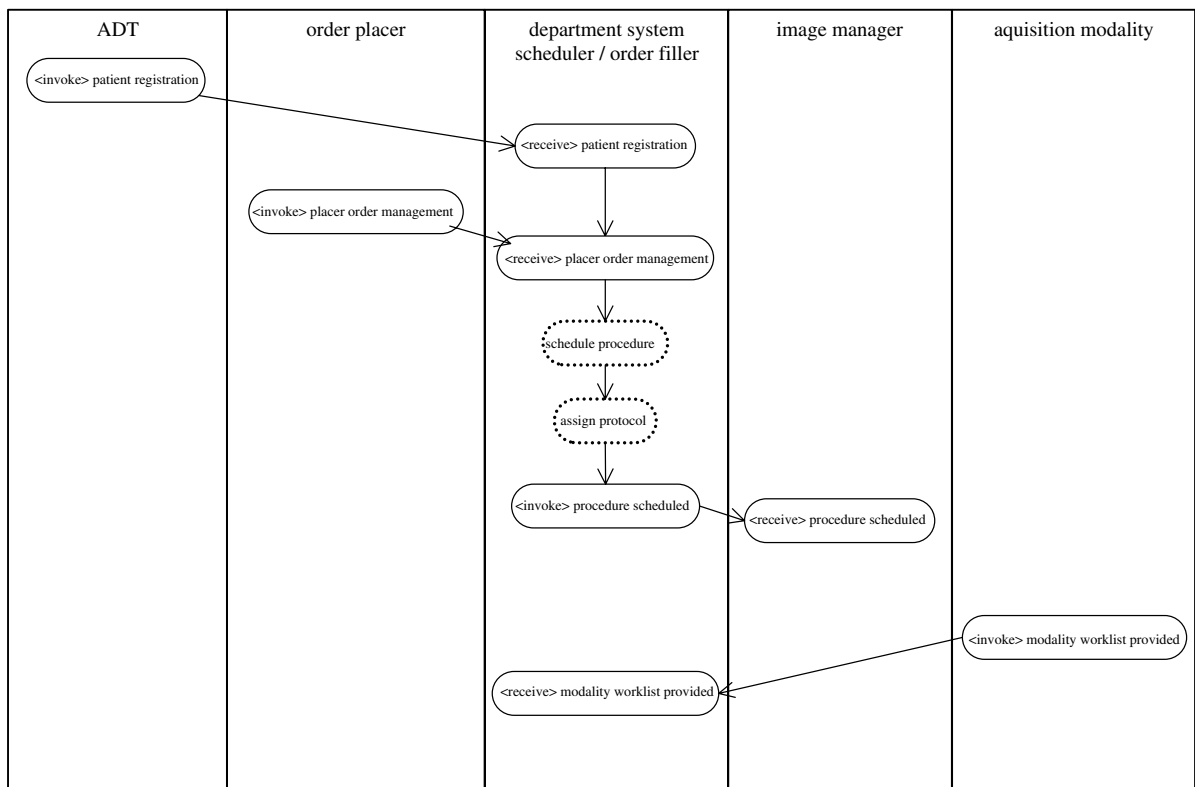 ADT
order placer
department system
scheduler / order filler
image manager
aquisition modality
<invoke> patient registration
<receive> patient registration
<invoke> placer order management
<receive> placer order management
schedule procedure
assign protocol
<invoke> procedure scheduled
<receive> procedure scheduled
<invoke> modality worklist provided
<receive> modality worklist provided